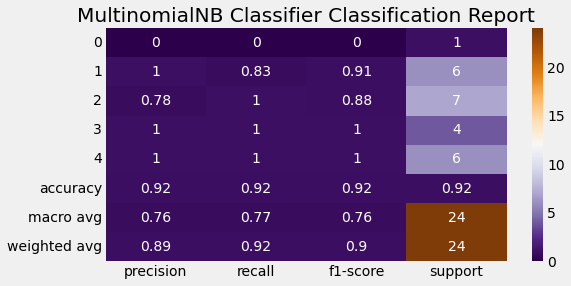 MultinomialNB Classifier Classification Report
0 0 0 0 1
1 1 0.83 0.91 6
2 0.78 1 0.88 7
3 1 1 1 4
4 1 1 1 6
accuracy 0.92 0.92 0.92 0.92
macro avg 0.76 0.77 0.76 24
weighted avg 0.89 0.92 0.9 24
precision recall f1-score support
20
15
10
5
0